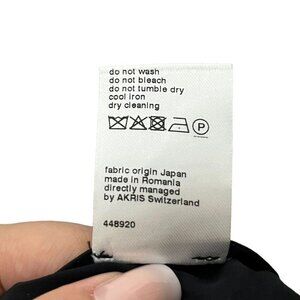 do not wash
do not bleach
do not tumble dry
cool iron
dry cleaning
P
fabric origin Japan
made in Romania
directly managed
by AKRIS Switzerland
448920